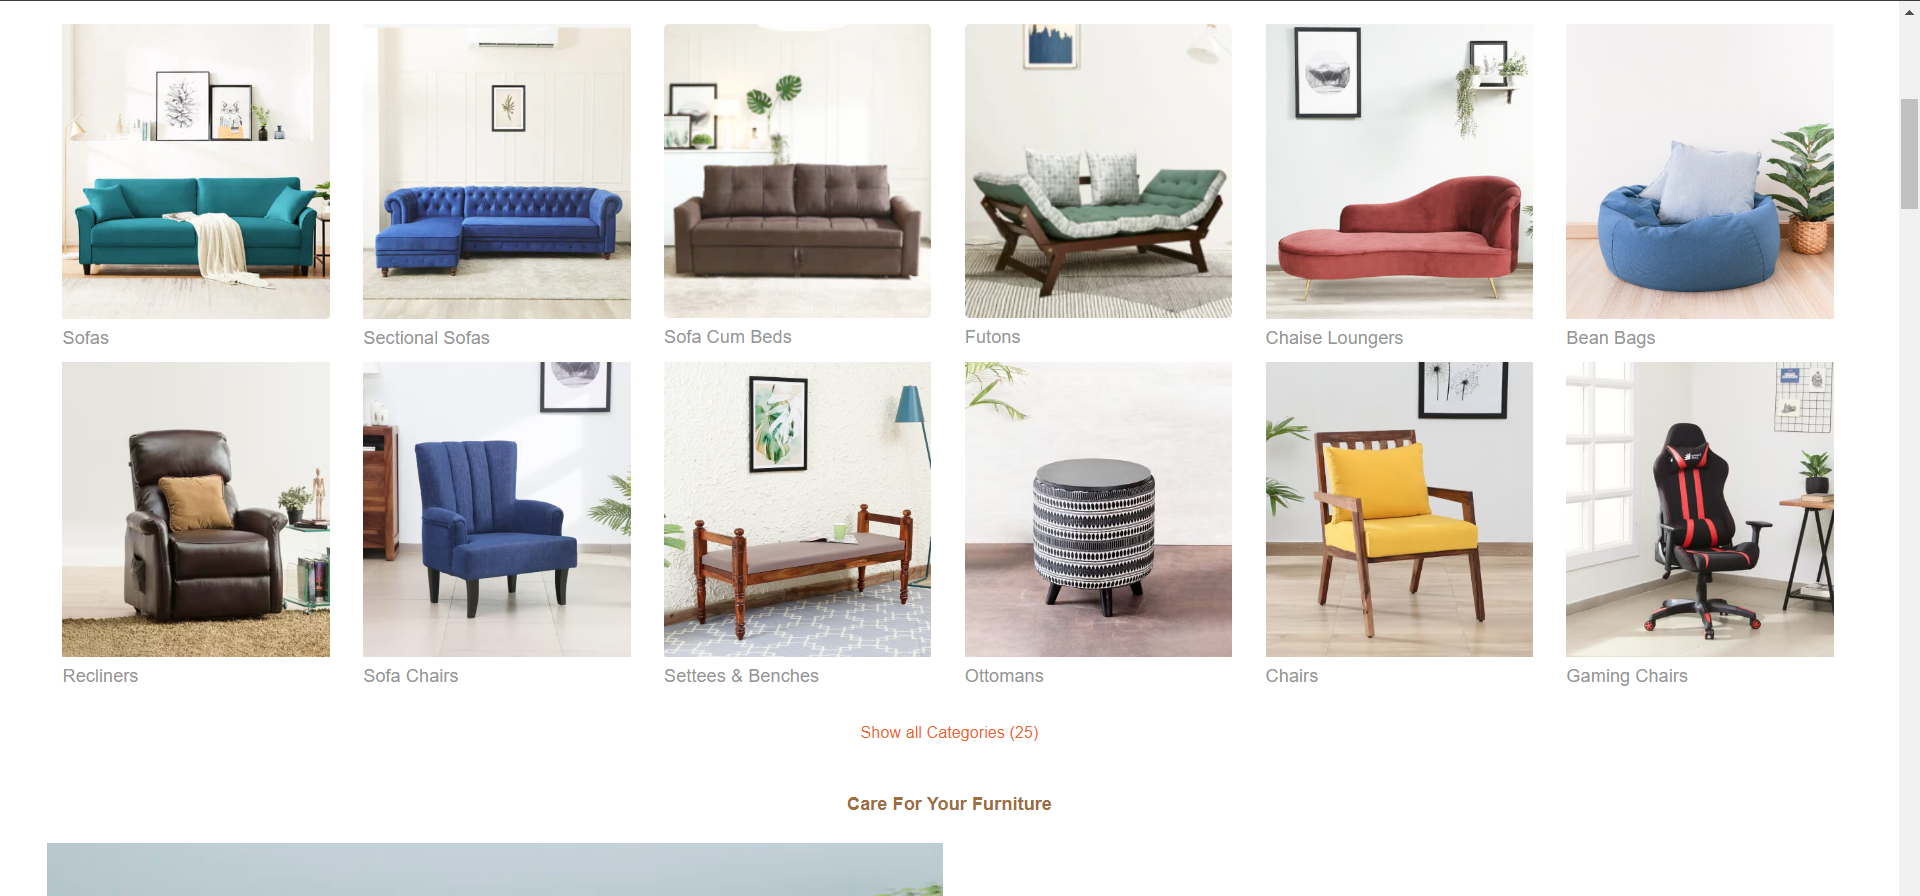 Sofas
Sectional Sofas
Sofa Cum Beds
Futons
Chaise Loungers
Bean Bags
Recliners
Sofa Chairs
Settees & Benches
Ottomans
Chairs
Gaming Chairs
Show all Categories (25)
Care For Your Furniture